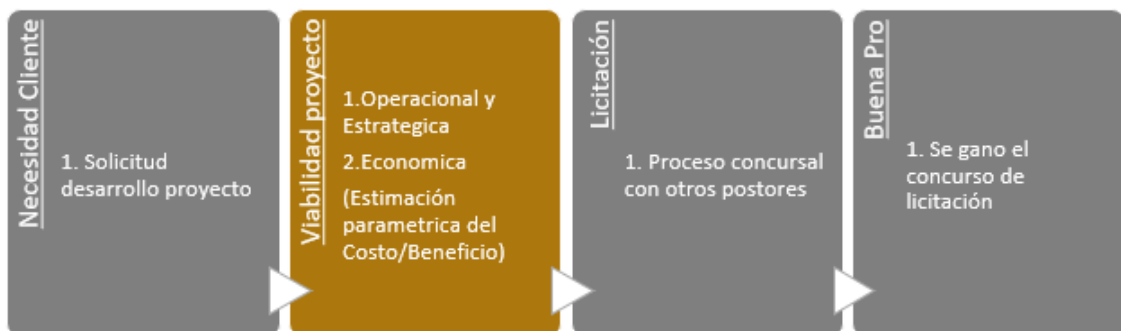 Necesidad Cliente
1. Solicitud
desarrollo proyecto
Viabilidad proyecto
1.Operacional y
Estrategica
2.Economica
(Estimación
parametrica del
Costo/Beneficio)
Licitación
1. Proceso concursal
con otros postores
Buena Pro
1. Se gano el
concurso de
licitación